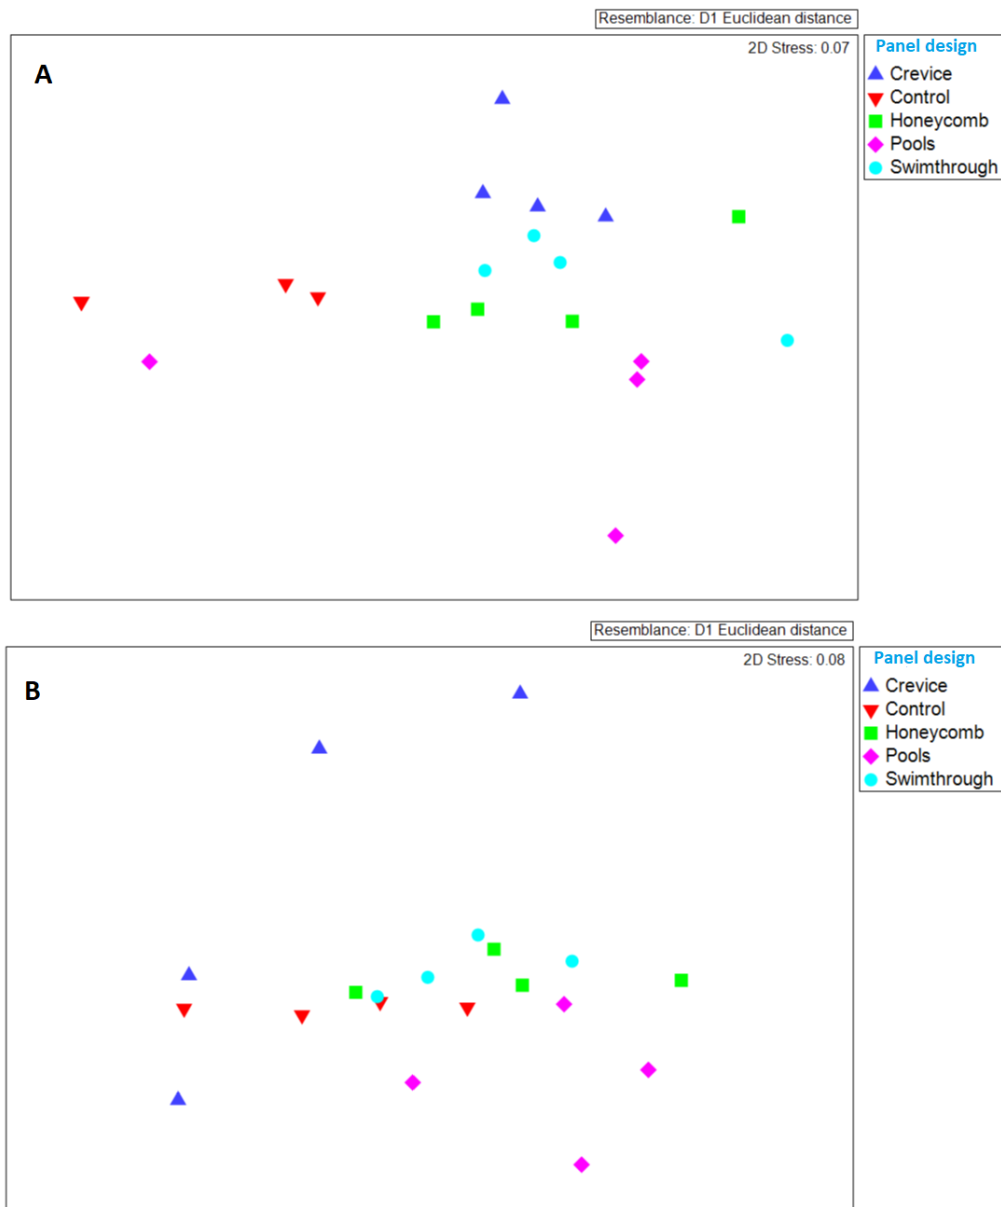 Resemblance: D1 Euclidean distance
A
2D Stress: 0.07
Panel design
Crevice
Control
Honeycomb
Pools
Swimthrough
Resemblance: D1 Euclidean distance
B
2D Stress: 0.08
Panel design
Crevice
Control
Honeycomb
Pools
Swimthrough